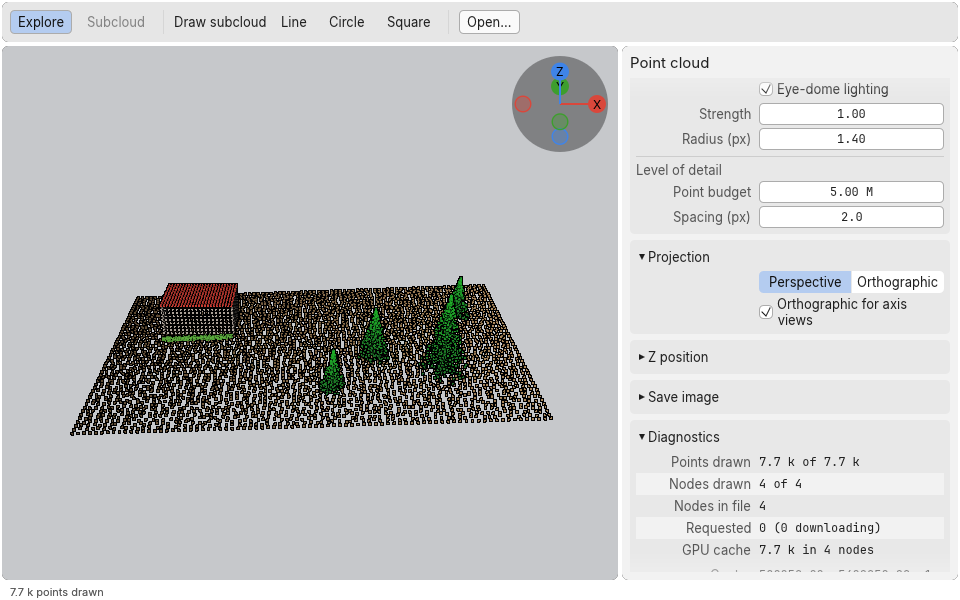 Explore Subcloud Draw subcloud Line Circle Square Open...
Z
Y
X
Point cloud
Eye-dome lighting
Strength 1.00
Radius (px) 1.40
Level of detail
Point budget 5.00 M
Spacing (px) 2.0
Projection
Perspective Orthographic
Orthographic for axis
views
Z position
Save image
Diagnostics
Points drawn 7.7 k of 7.7 k
Nodes drawn 4 of 4
Nodes in file 4
Requested 0 (0 downloading)
GPU cache 7.7 k in 4 nodes
7.7 k points drawn